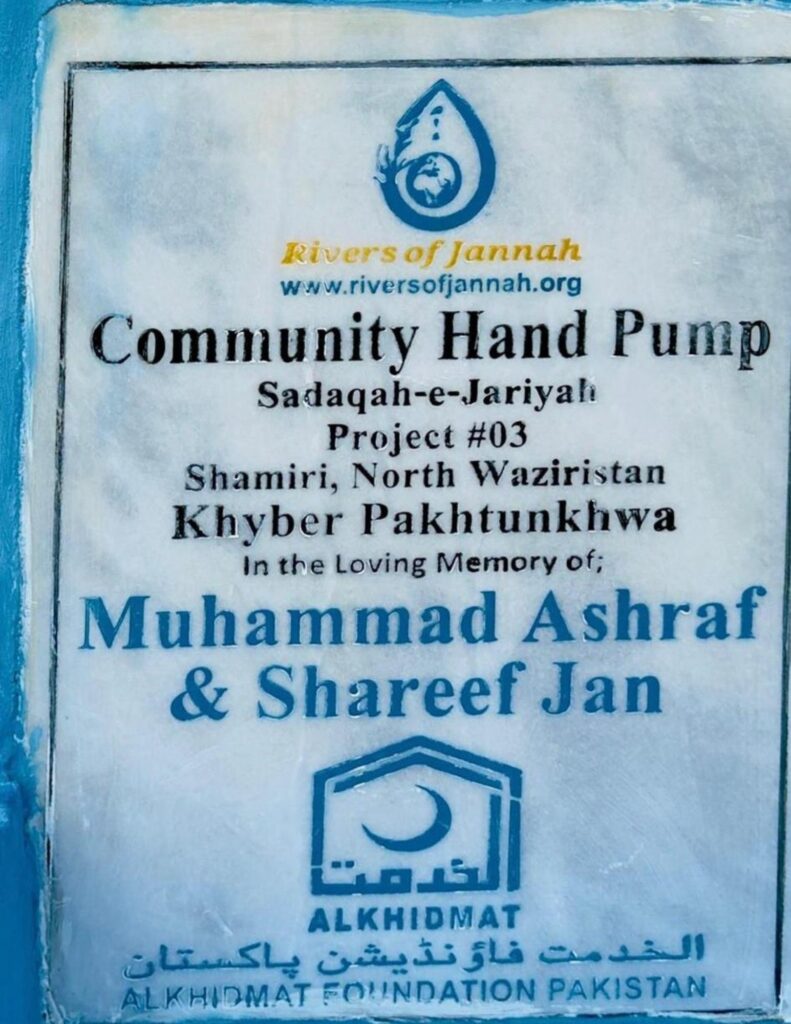 Rivers of Jannah
www.riversofjannah.org
Community Hand Pump
Sadaqah-e-Jariyah
Project #03
Shamiri, North Waziristan
Khyber Pakhtunkhwa
In the Loving Memory of;
Muhammad Ashraf
& Shareef Jan
الخدمت
ALKHIDMAT
الخدمت فاؤنڈیشن پاکستان
ALKHIDMAT FOUNDATION PAKISTAN